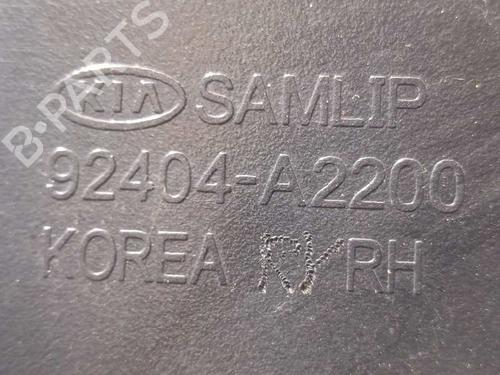 B-PARTS
KIA SAMLIP
92404-A2200
KOREA RH